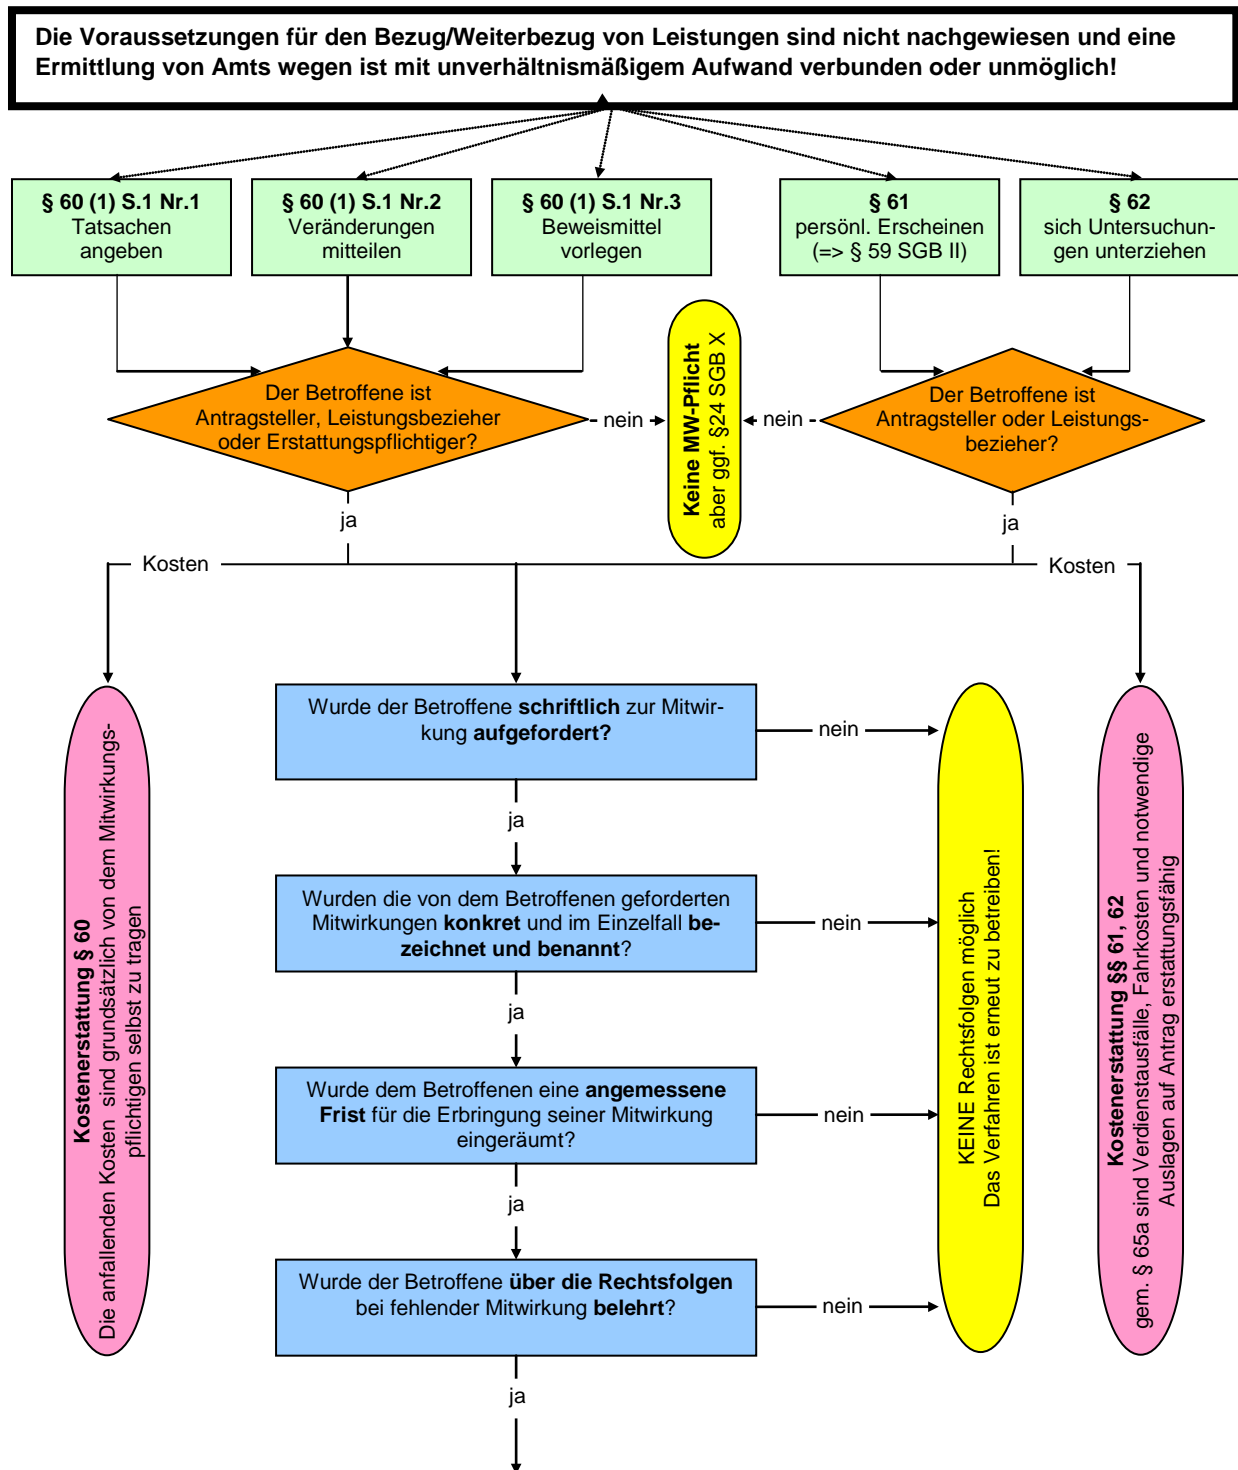 Die Voraussetzungen für den Bezug/Weiterbezug von Leistungen sind nicht nachgewiesen und eine
Ermittlung von Amts wegen ist mit unverhältnismäßigem Aufwand verbunden oder unmöglich!
§ 60 (1) S.1 Nr.1
Tatsachen
angeben
§ 60 (1) S.1 Nr.2
Veränderungen
mitteilen
§ 60 (1) S.1 Nr.3
Beweismittel
vorlegen
§ 61
persönl. Erscheinen
(=> § 59 SGB II)
§ 62
sich Untersuchun-
gen unterziehen
Der Betroffene ist
Antragsteller, Leistungsbezieher
oder Erstattungspflichtiger?
nein
Keine MW-Pflicht
aber ggf. §24 SGB X
nein
Der Betroffene ist
Antragsteller oder Leistungs-
bezieher?
ja
ja
Kosten
Kosten
Kostenerstattung § 60
Die anfallenden Kosten sind grundsätzlich von dem Mitwirkungs-
pflichtigen selbst zu tragen
Wurde der Betroffene schriftlich zur Mitwir-
kung aufgefordert?
nein
ja
Wurden die von dem Betroffenen geforderten
Mitwirkungen konkret und im Einzelfall be-
zeichnet und benannt?
nein
ja
Wurde dem Betroffenen eine angemessene
Frist für die Erbringung seiner Mitwirkung
eingeräumt?
nein
ja
Wurde der Betroffene über die Rechtsfolgen
bei fehlender Mitwirkung belehrt?
nein
ja
KEINE Rechtsfolgen möglich
Das Verfahren ist erneut zu betreiben!
Kostenerstattung §§ 61, 62
gem. § 65a sind Verdienstausfälle, Fahrkosten und notwendige
Auslagen auf Antrag erstattungsfähig